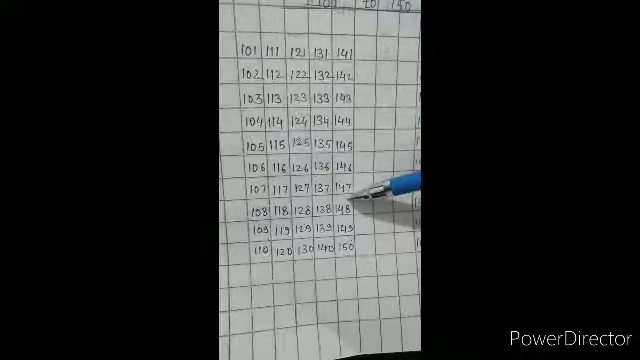 101 111 121 131 141
102 112 122 132 142
103 113 123 133 143
104 114 124 134 144
105 115 125 135 145
106 116 126 136 146
107 117 127 137 147
108 118 128 138 148
109 119 129 139 149
110 120 130 140 150
PowerDirector